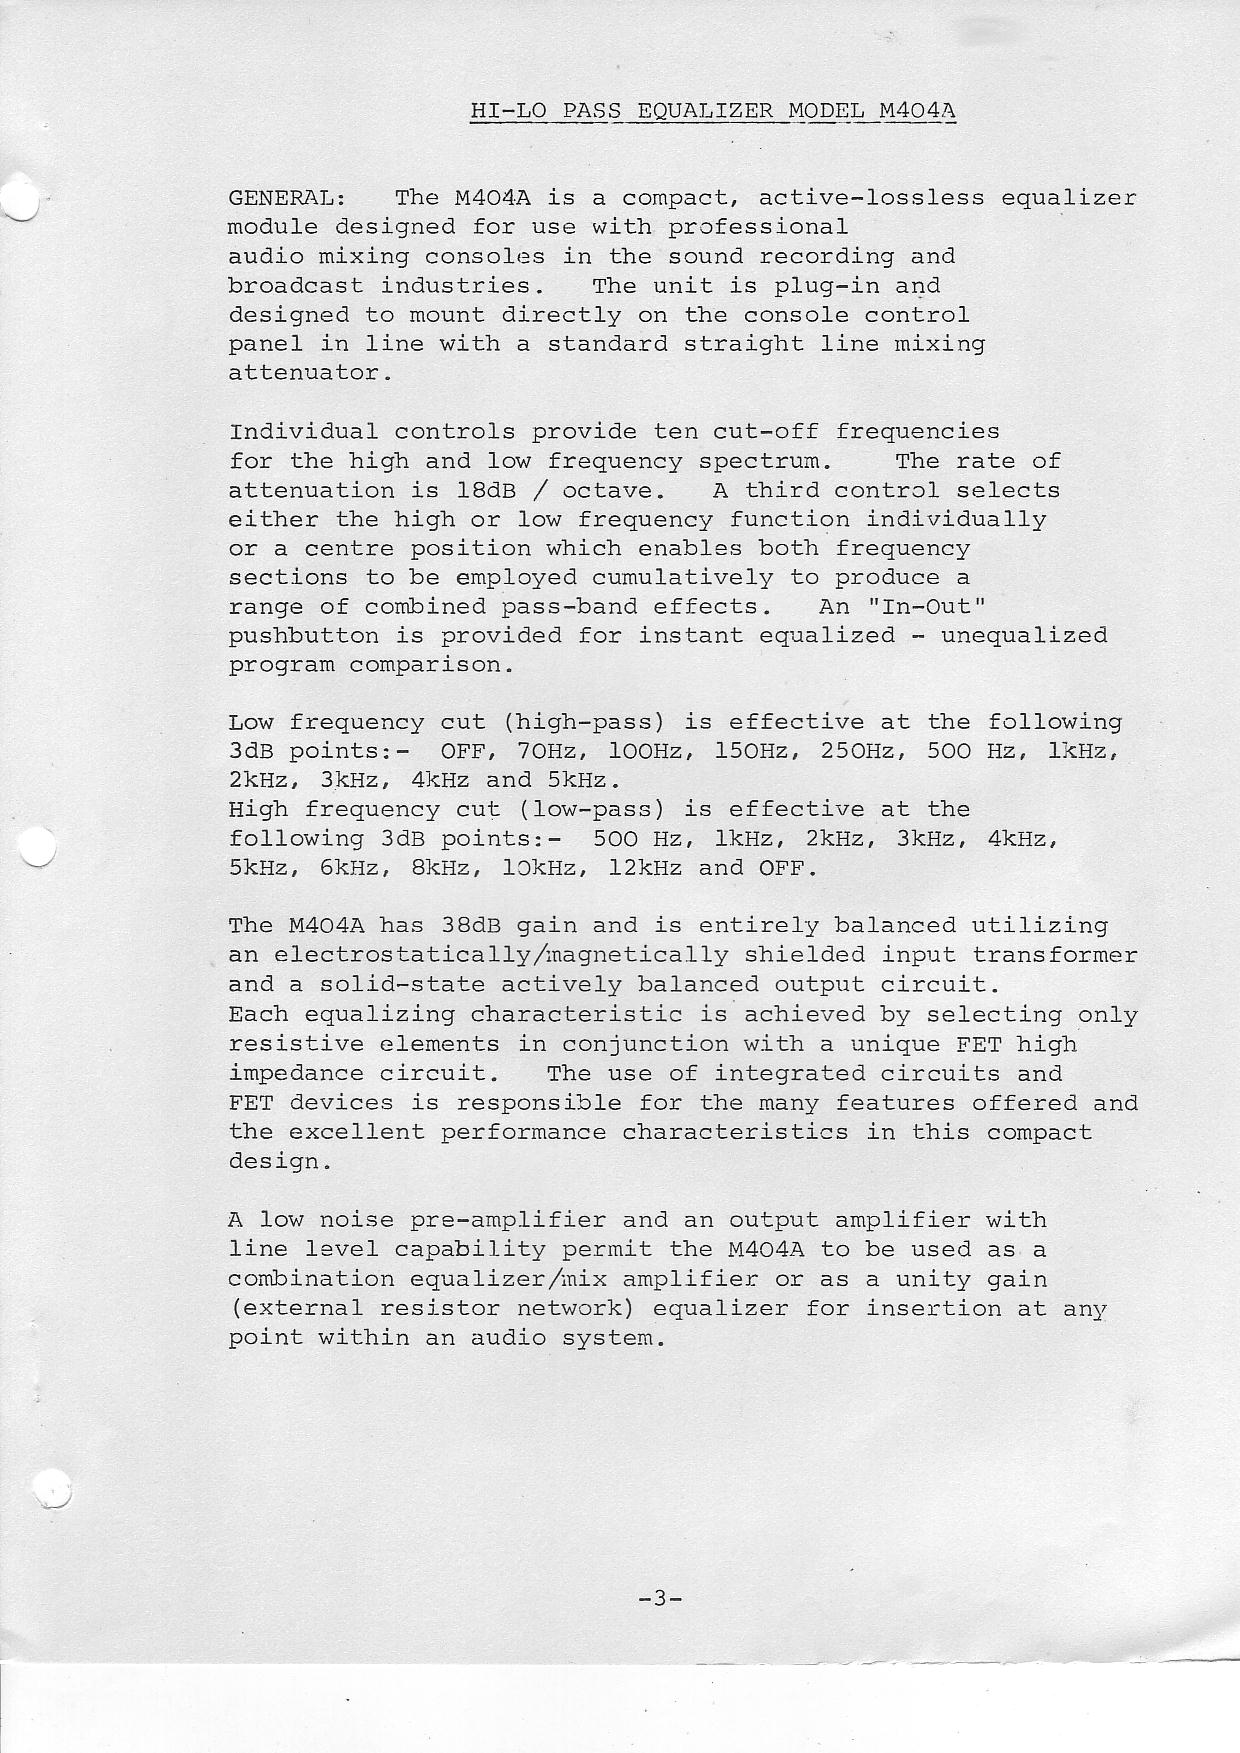 HI-LO PASS EQUALIZER MODEL M404A
GENERAL: The M404A is a compact, active-lossless equalizer
module designed for use with professional
audio mixing consoles in the sound recording and
broadcast industries. The unit is plug-in and
designed to mount directly on the console control
panel in line with a standard straight line mixing
attenuator.
Individual controls provide ten cut-off frequencies
for the high and low frequency spectrum. The rate of
attenuation is 18dB / octave. A third control selects
either the high or low frequency function individually
or a centre position which enables both frequency
sections to be employed cumulatively to produce a
range of combined pass-band effects. An "In-Out"
pushbutton is provided for instant equalized - unequalized
program comparison.
Low frequency cut (high-pass) is effective at the following
3dB points:- OFF, 70Hz, 100Hz, 150Hz, 250Hz, 500 Hz, 1kHz,
2kHz, 3kHz, 4kHz and 5kHz.
High frequency cut (low-pass) is effective at the
following 3dB points:- 500 Hz, 1kHz, 2kHz, 3kHz, 4kHz,
5kHz, 6kHz, 8kHz, 10kHz, 12kHz and OFF.
The M404A has 38dB gain and is entirely balanced utilizing
an electrostatically/magnetically shielded input transformer
and a solid-state actively balanced output circuit.
Each equalizing characteristic is achieved by selecting only
resistive elements in conjunction with a unique FET high
impedance circuit. The use of integrated circuits and
FET devices is responsible for the many features offered and
the excellent performance characteristics in this compact
design.
A low noise pre-amplifier and an output amplifier with
line level capability permit the M404A to be used as a
combination equalizer/mix amplifier or as a unity gain
(external resistor network) equalizer for insertion at any
point within an audio system.
-3-